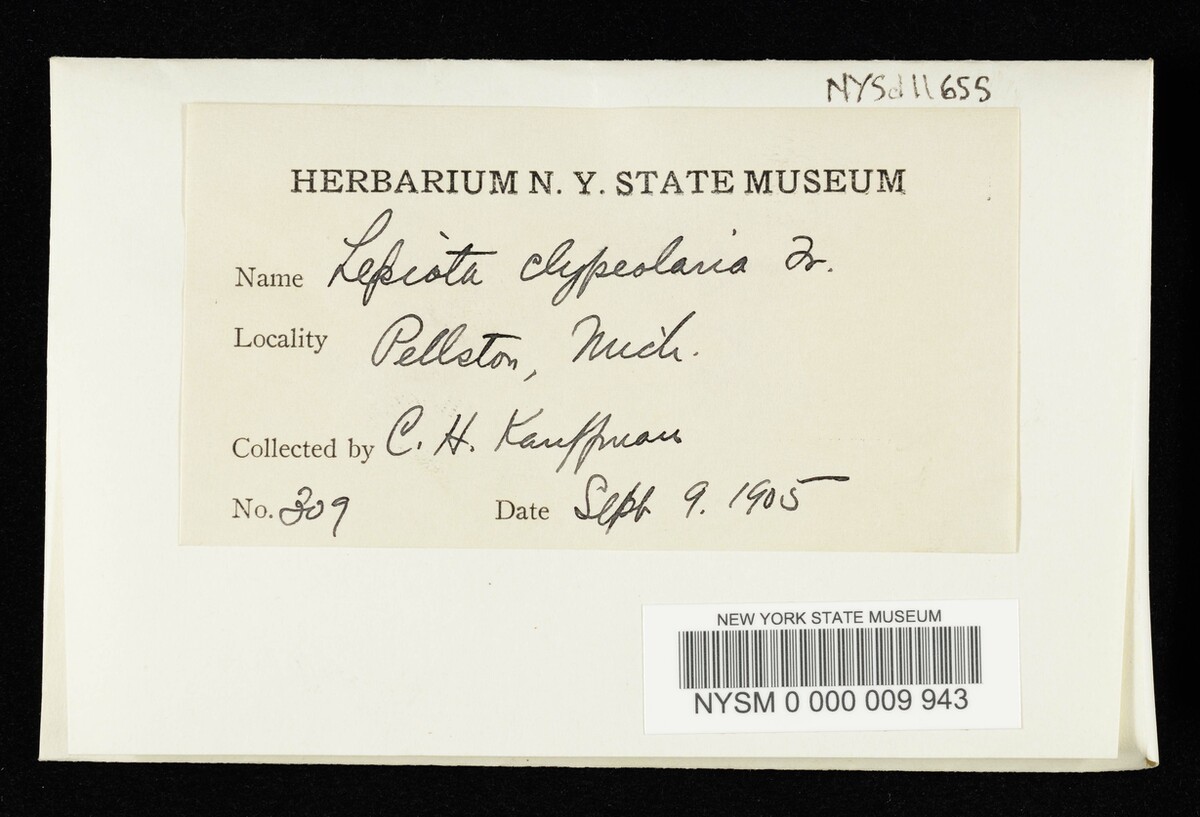 NYSd11655
HERBARIUM N. Y. STATE MUSEUM
Name Lepiota clypeolaria Fr.
Locality Pellston, Mich.
Collected by C. H. Kauffman
No. 309 Date Sept 9. 1905
NEW YORK STATE MUSEUM
NYSM 0 000 009 943